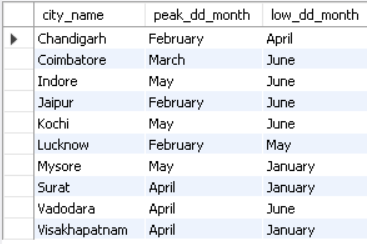 city_name peak_dd_month low_dd_month
Chandigarh February April
Coimbatore March June
Indore May June
Jaipur February June
Kochi May June
Lucknow February May
Mysore May January
Surat April January
Vadodara April June
Visakhapatnam April January